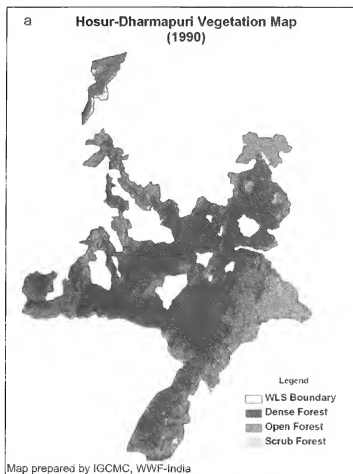 a
Hosur-Dharmapuri Vegetation Map
(1990)
Legend
WLS Boundary
Dense Forest
Open Forest
Scrub Forest
Map prepared by IGCMC, WWF-India